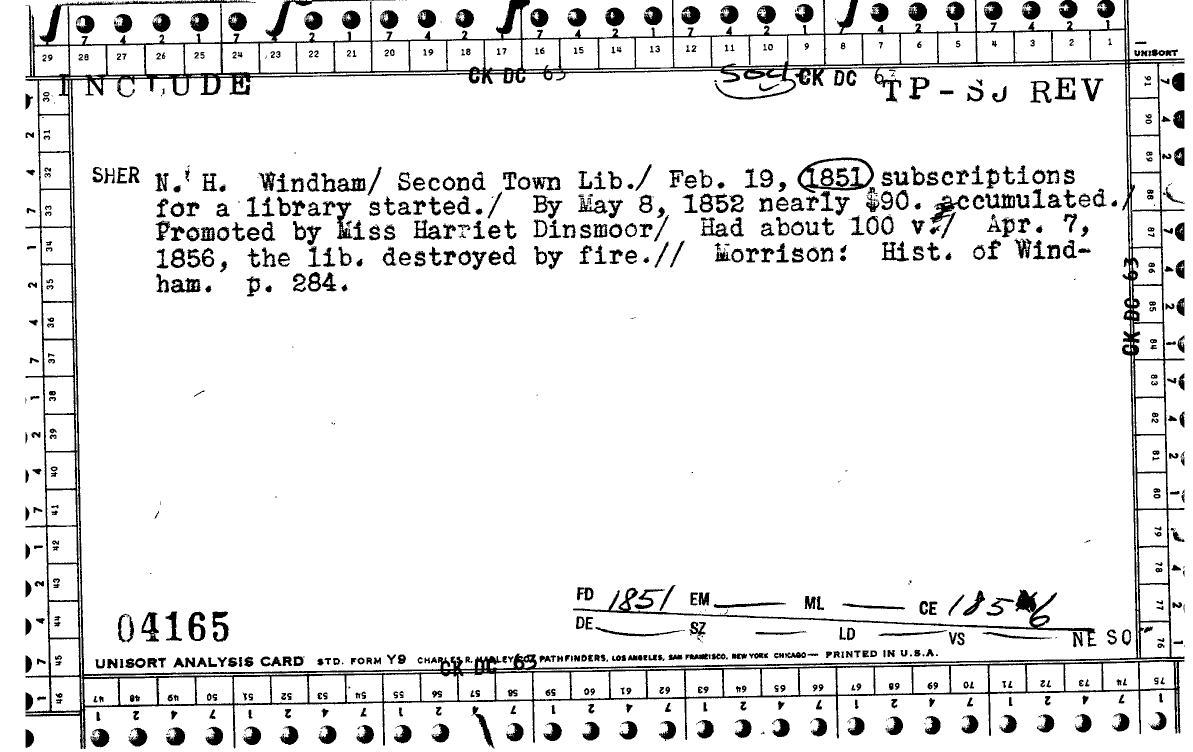 7 4 2 1 7 4 2 1 7 4 2 1 7 4 2 1 7 4 2 1 7 4 2 1 7 4 2 1
29 28 27 26 25 24 23 22 21 20 19 18 17 16 15 14 13 12 11 10 9 8 7 6 5 4 3 2 1
UNISORT
INCLUDE CK DC 63 504 CK DC 63 TP-SJ REV
SHER N. H. Windham/ Second Town Lib./ Feb. 19, 1851 subscriptions
for a library started./ By May 8, 1852 nearly $90. accumulated./
Promoted by Miss Harriet Dinsmoor/ Had about 100 v./ Apr. 7,
1856, the lib. destroyed by fire.// Morrison: Hist. of Wind-
ham. p. 284.
CK DC 63
FD 1851 EM ML CE 1856
DE SZ LD VS NE SO
04165
UNISORT ANALYSIS CARD STD. FORM Y9 CHARLES R. HADLEY CO., PATHFINDERS, LOS ANGELES, SAN FRANCISCO, NEW YORK CHICAGO — PRINTED IN U.S.A.
CK DC 63
30 31 32 33 34 35 36 37 38 39 40 41 42 43 44 45 46
91 90 89 88 87 86 85 84 83 82 81 80 79 78 77 76
47 48 49 50 51 52 53 54 55 56 57 58 59 60 61 62 63 64 65 66 67 68 69 70 71 72 73 74 75